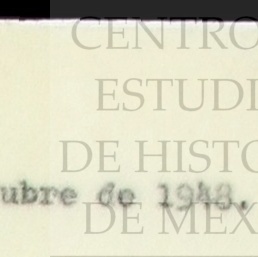 CENTRO
ESTUDI
DE HISTO
ubre de 1948.
DE MEX